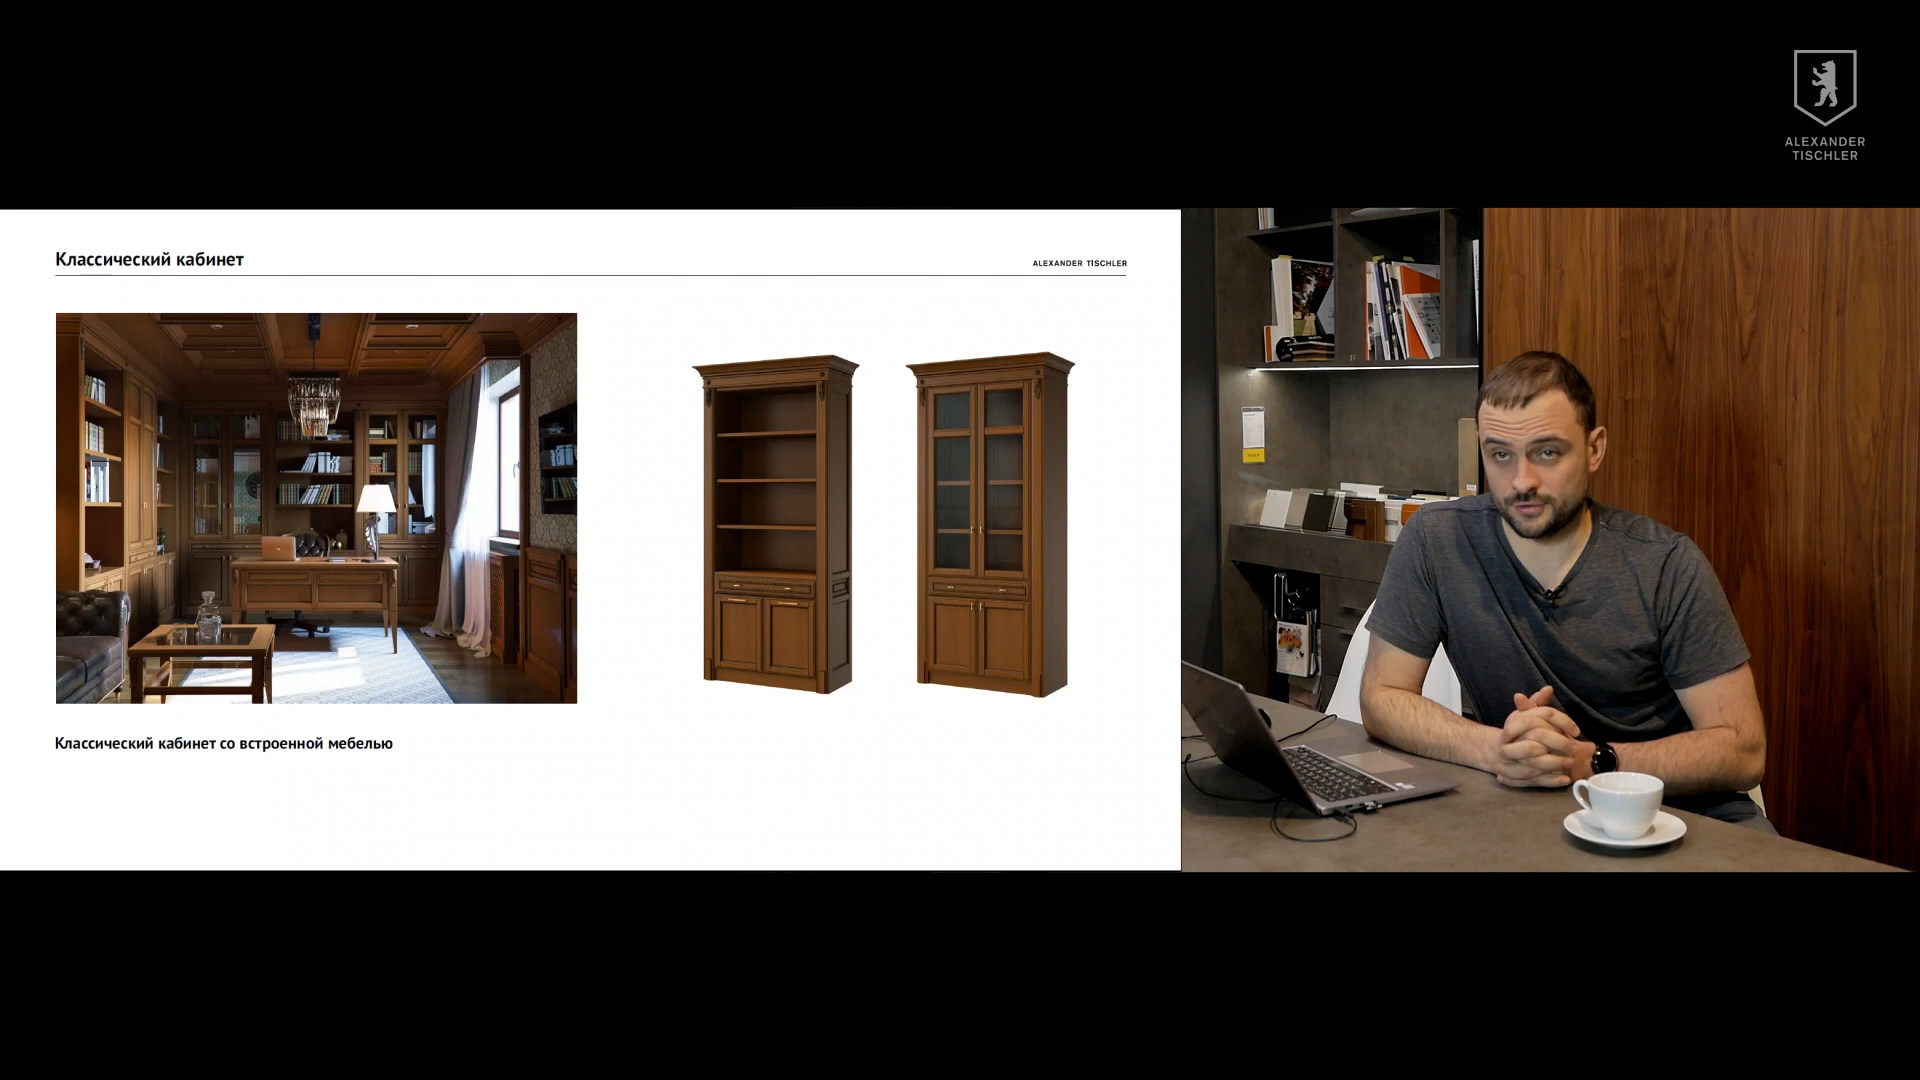 ALEXANDER
TISCHLER
Классический кабинет
ALEXANDER TISCHLER
Классический кабинет со встроенной мебелью